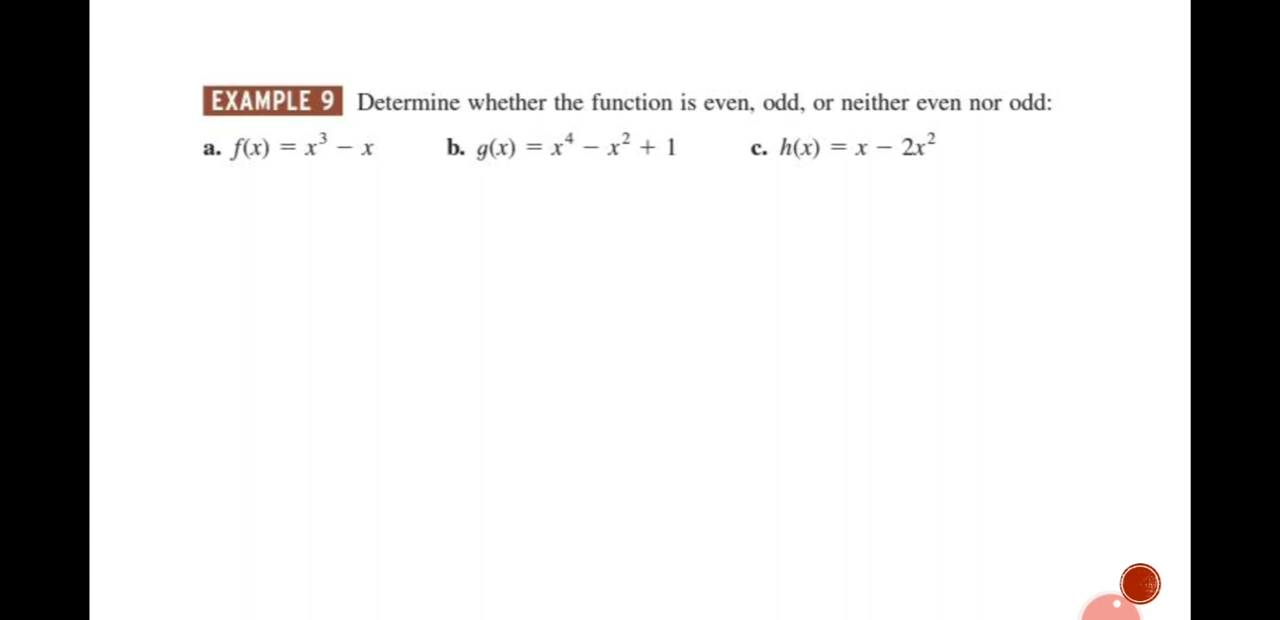 EXAMPLE 9 Determine whether the function is even, odd, or neither even nor odd:
a. f(x) = x³ − x b. g(x) = x⁴ − x² + 1 c. h(x) = x − 2x²